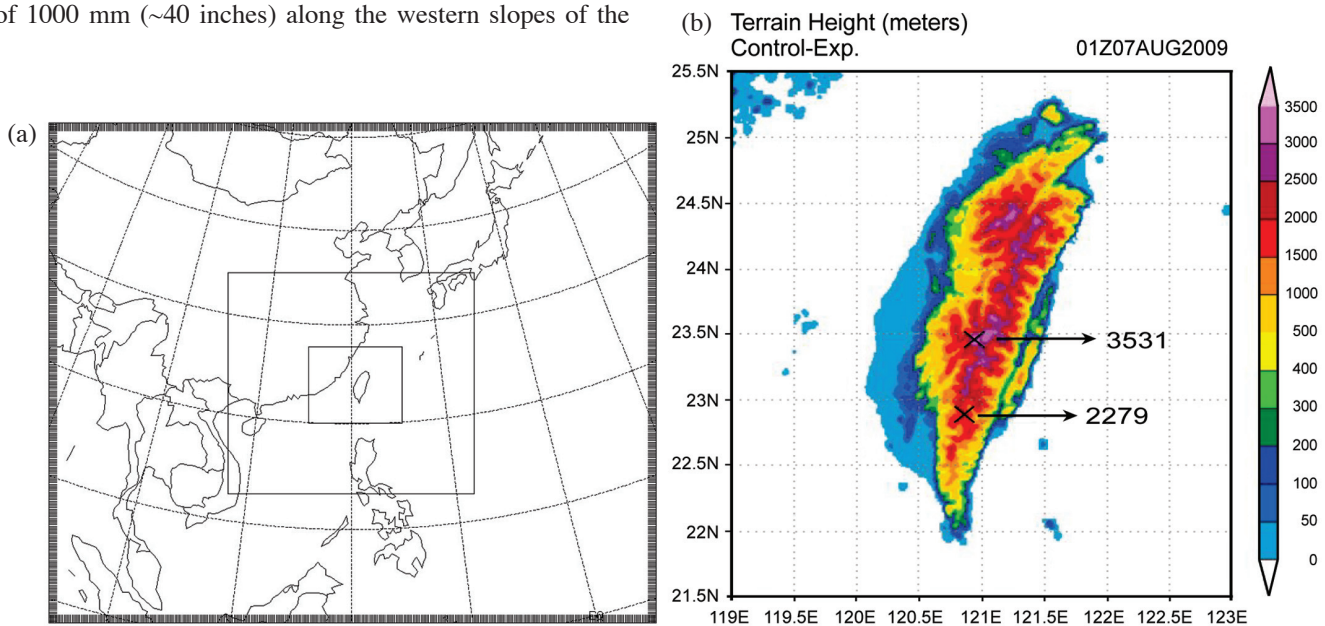 of 1000 mm (~40 inches) along the western slopes of the
(a)
(b) Terrain Height (meters)
Control-Exp. 01Z07AUG2009
25.5N
25N
24.5N
24N
23.5N
23N
22.5N
22N
21.5N
119E 119.5E 120E 120.5E 121E 121.5E 122E 122.5E 123E
3531
2279
3500
3000
2500
2000
1500
1000
500
400
300
200
100
50
0